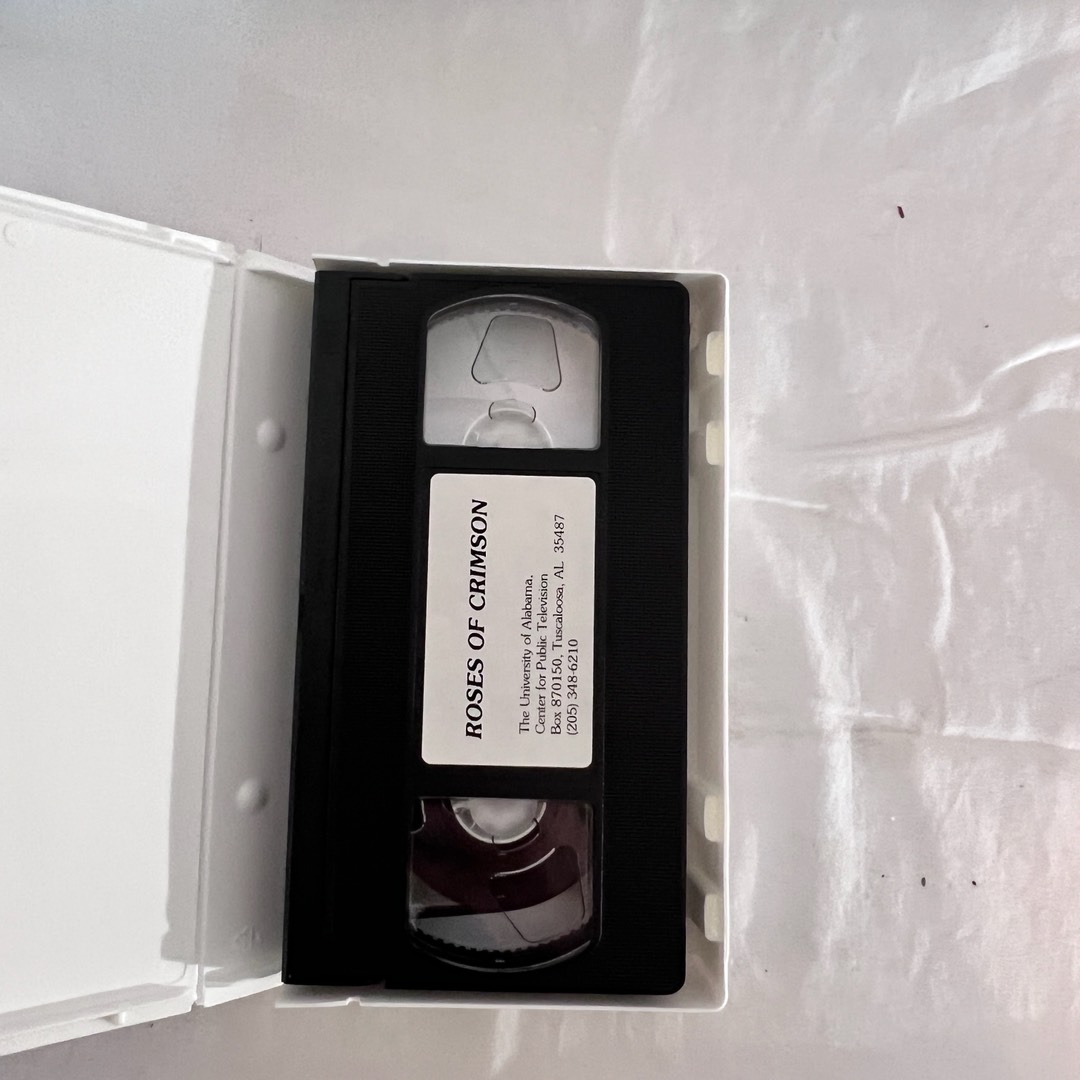 ROSES OF CRIMSON
The University of Alabama,
Center for Public Television
Box 870150, Tuscaloosa, AL 35487
(205) 348-6210